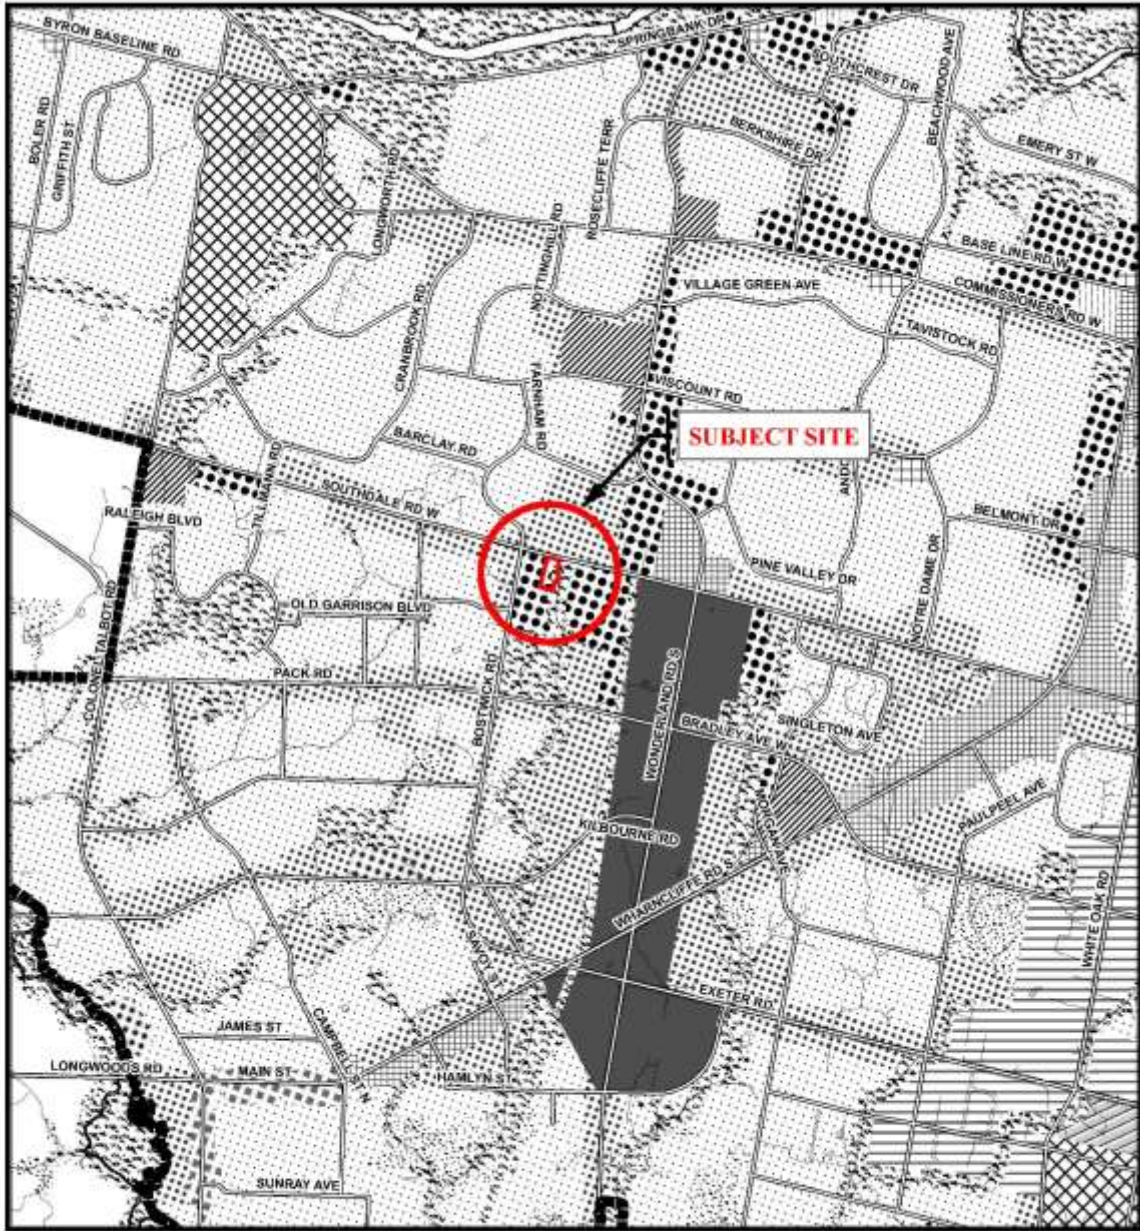 BYRON BASELINE RD
SPRINGBANK DR
SOUTHCREST DR
BEACHWOOD AVE
BOLER RD
GRIFFITH ST
BERKSHIRE DR
EMERY ST W
ROSECLIFFE TERR
LONGWORTH RD
NOTTINGHILL RD
BASE LINE RD W
VILLAGE GREEN AVE
COMMISSIONERS RD W
CRANBROOK RD
TAVISTOCK RD
FARNHAM RD
VISCOUNT RD
BARCLAY RD
SUBJECT SITE
TILLMANN RD
SOUTHDALE RD W
RALEIGH BLVD
BELMONT DR
PINE VALLEY DR
NOTRE DAME DR
OLD GARRISON BLVD
COLONEL TALBOT RD
PACK RD
BOSTWICK RD
WONDERLAND RD S
BRADLEY AVE W
SINGLETON AVE
PAULPEEL AVE
KILBOURNE RD
WHARNCLIFFE RD S
WHITE OAK RD
SAVOY ST
EXETER RD
CAMPBELL ST N
JAMES ST
LONGWOODS RD
MAIN ST
HAMLYN ST
SUNRAY AVE